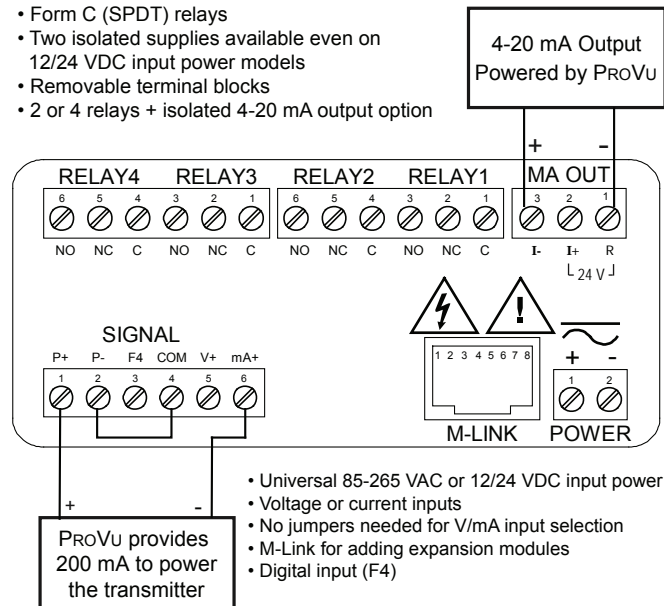 • Form C (SPDT) relays
• Two isolated supplies available even on
12/24 VDC input power models
• Removable terminal blocks
• 2 or 4 relays + isolated 4-20 mA output option
4-20 mA Output
Powered by PROVU
+ -
RELAY4 RELAY3 RELAY2 RELAY1 MA OUT
6 5 4 3 2 1 6 5 4 3 2 1 3 2 1
NO NC C NO NC C NO NC C NO NC C I- I+ R
24 V
SIGNAL
P+ P- F4 COM V+ mA+
1 2 3 4 5 6
!
1 2 3 4 5 6 7 8
+ -
1 2
M-LINK POWER
+ -
PROVU provides
200 mA to power
the transmitter
• Universal 85-265 VAC or 12/24 VDC input power
• Voltage or current inputs
• No jumpers needed for V/mA input selection
• M-Link for adding expansion modules
• Digital input (F4)